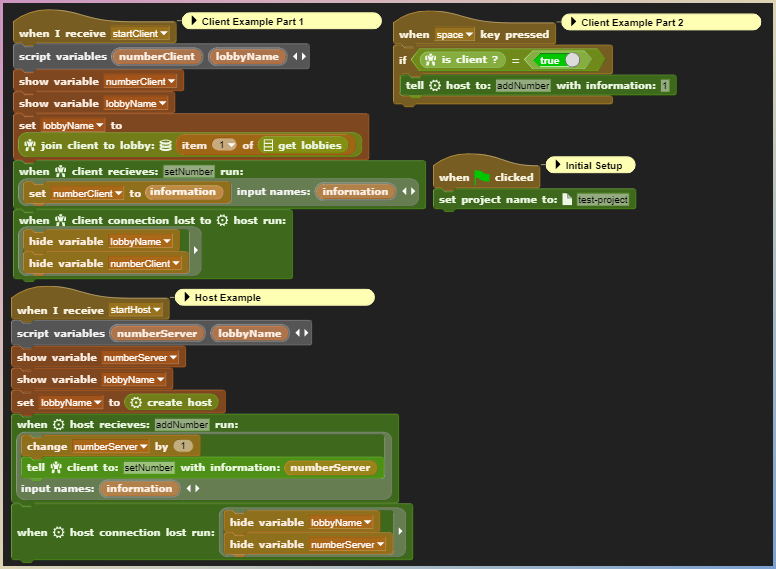 when I receive startClient
Client Example Part 1
script variables numberClient lobbyName
show variable numberClient
show variable lobbyName
set lobbyName to
join client to lobby: item 1 of get lobbies
when client recieves: setNumber run:
set numberClient to information input names: information
when client connection lost to host run:
hide variable lobbyName
hide variable numberClient
when space key pressed
Client Example Part 2
if is client ? = true
tell host to: addNumber with information: 1
when clicked
Initial Setup
set project name to: test-project
when I receive startHost
Host Example
script variables numberServer lobbyName
show variable numberServer
show variable lobbyName
set lobbyName to create host
when host recieves: addNumber run:
change numberServer by 1
tell client to: setNumber with information: numberServer
input names: information
when host connection lost run:
hide variable lobbyName
hide variable numberServer